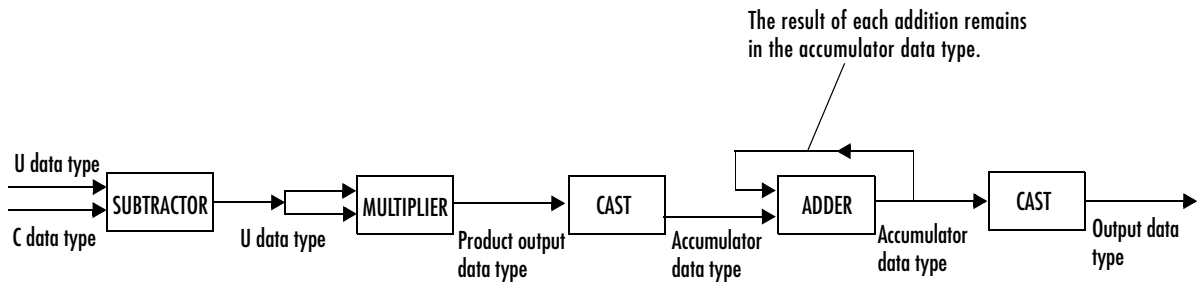 The result of each addition remains
in the accumulator data type.
U data type
C data type
SUBTRACTOR
U data type
MULTIPLIER
Product output
data type
CAST
Accumulator
data type
ADDER
Accumulator
data type
CAST
Output data
type